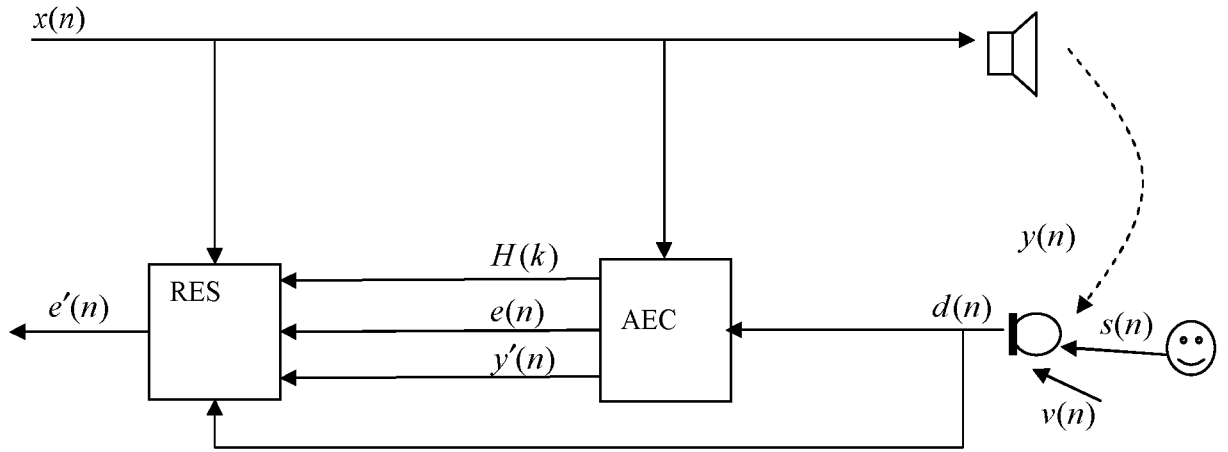 x(n)
y(n)
H(k)
RES
e′(n)
e(n)
AEC
d(n)
s(n)
y′(n)
v(n)